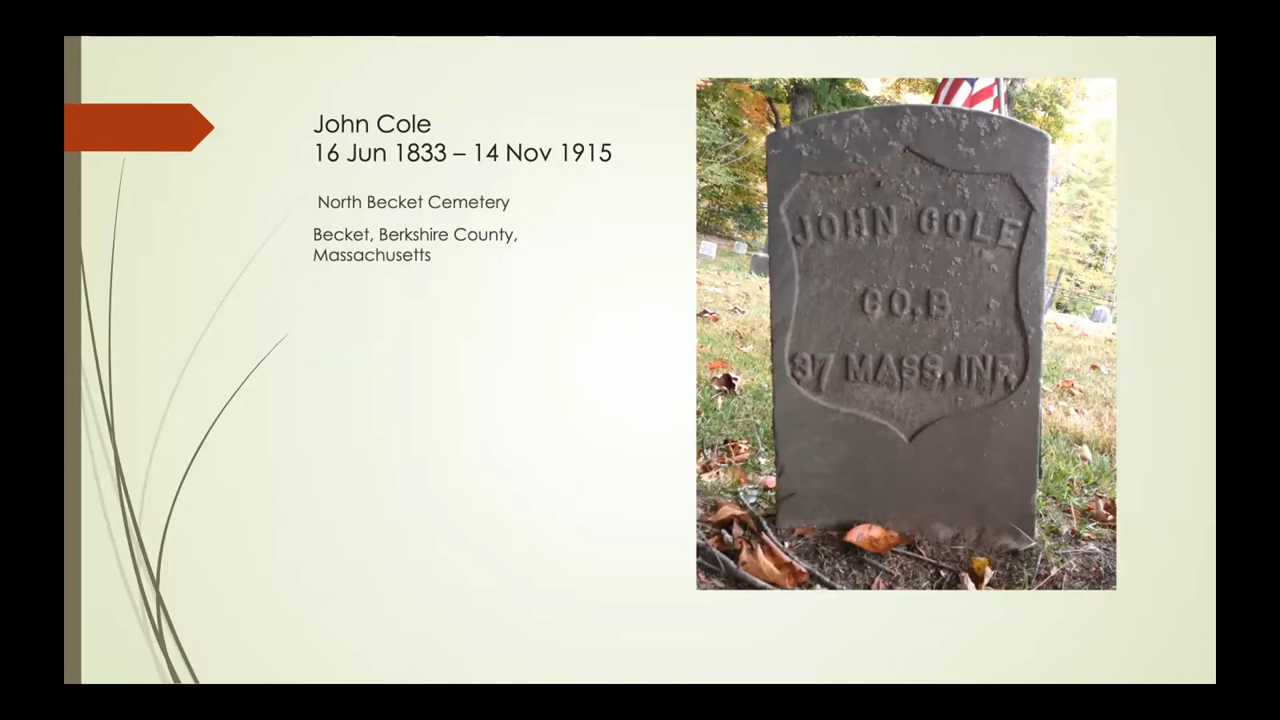 John Cole
16 Jun 1833 – 14 Nov 1915
North Becket Cemetery
Becket, Berkshire County,
Massachusetts
JOHN COLE
CO. B
37 MASS. INF.